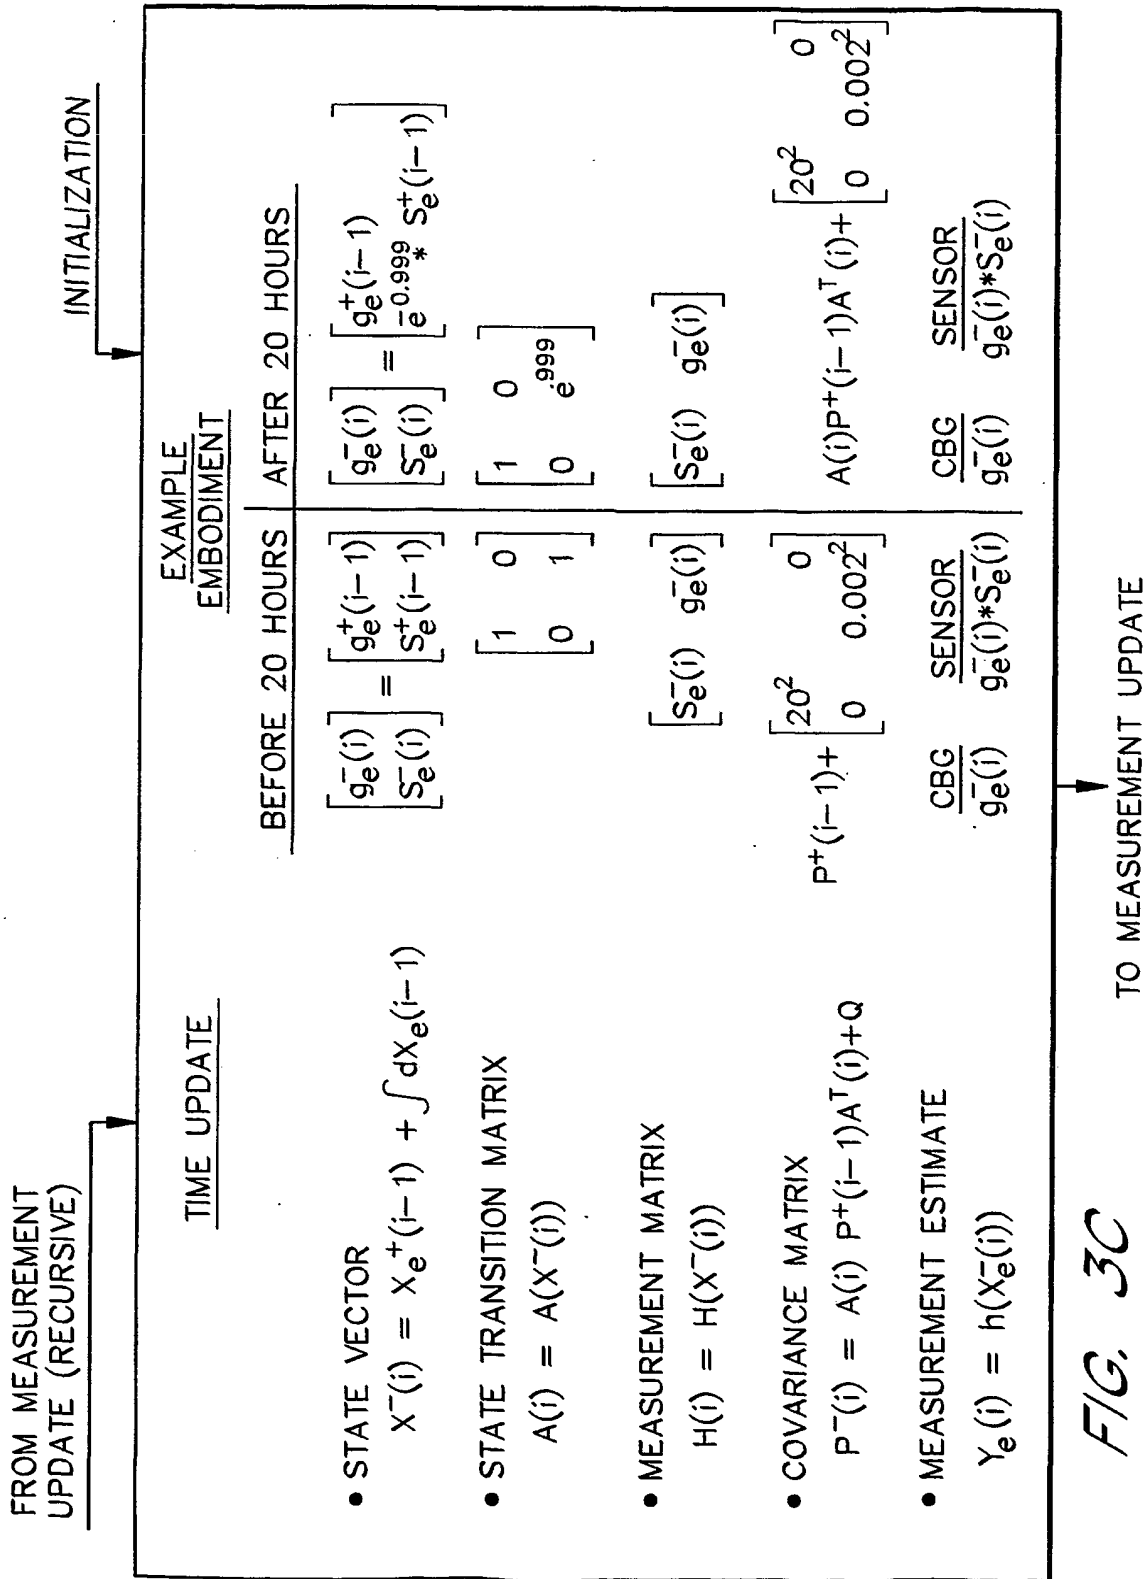 FROM MEASUREMENT
UPDATE (RECURSIVE)
INITIALIZATION
TIME UPDATE
EXAMPLE
EMBODIMENT
BEFORE 20 HOURS
AFTER 20 HOURS
• STATE VECTOR
X⁻(i) = Xₑ⁺(i−1) + ∫dXₑ(i−1)
[gₑ⁻(i)] = [gₑ⁺(i−1)]
[Sₑ⁻(i)] [Sₑ⁺(i−1)]
[gₑ⁻(i)] = [gₑ⁺(i−1)]
[Sₑ⁻(i)] [e⁻⁰·⁹⁹⁹ * Sₑ⁺(i−1)]
• STATE TRANSITION MATRIX
A(i) = A(X⁻(i))
[1 0]
[0 1]
[1 0]
[0 e^.999]
• MEASUREMENT MATRIX
H(i) = H(X⁻(i))
[Sₑ⁻(i) gₑ⁻(i)]
[Sₑ⁻(i) gₑ⁻(i)]
• COVARIANCE MATRIX
P⁻(i) = A(i) P⁺(i−1)Aᵀ(i)+Q
P⁺(i−1)+ [20² 0]
[0 0.002²]
A(i)P⁺(i−1)Aᵀ(i)+ [20² 0]
[0 0.002²]
• MEASUREMENT ESTIMATE
Yₑ(i) = h(Xₑ⁻(i))
CBG SENSOR
gₑ⁻(i) gₑ⁻(i)*Sₑ⁻(i)
CBG SENSOR
gₑ⁻(i) gₑ⁻(i)*Sₑ⁻(i)
TO MEASUREMENT UPDATE
FIG. 3C